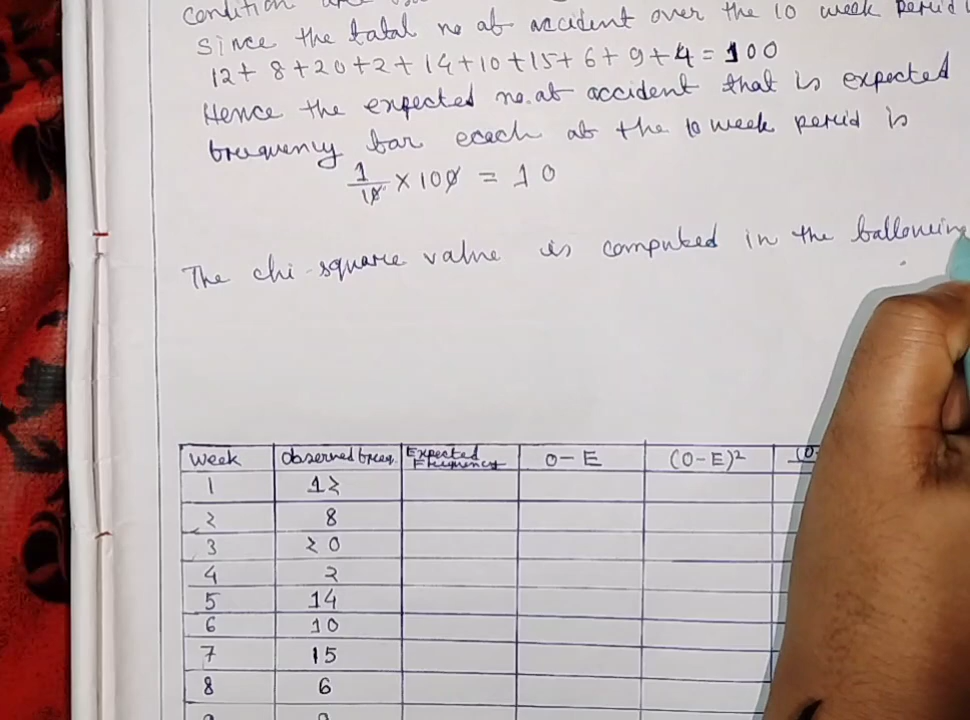 condition
Since the total no of accident over the 10 week period
12 + 8 + 20 + 2 + 14 + 10 + 15 + 6 + 9 + 4 = 100
Hence the expected no. of accident that is expected
frequency for each of the 10 week period is
1/10 × 100 = 10
The chi-square value is computed in the following
Week Observed freq. Expected Frequency O-E (O-E)² (O-
1 12
2 8
3 20
4 2
5 14
6 10
7 15
8 6
9 9